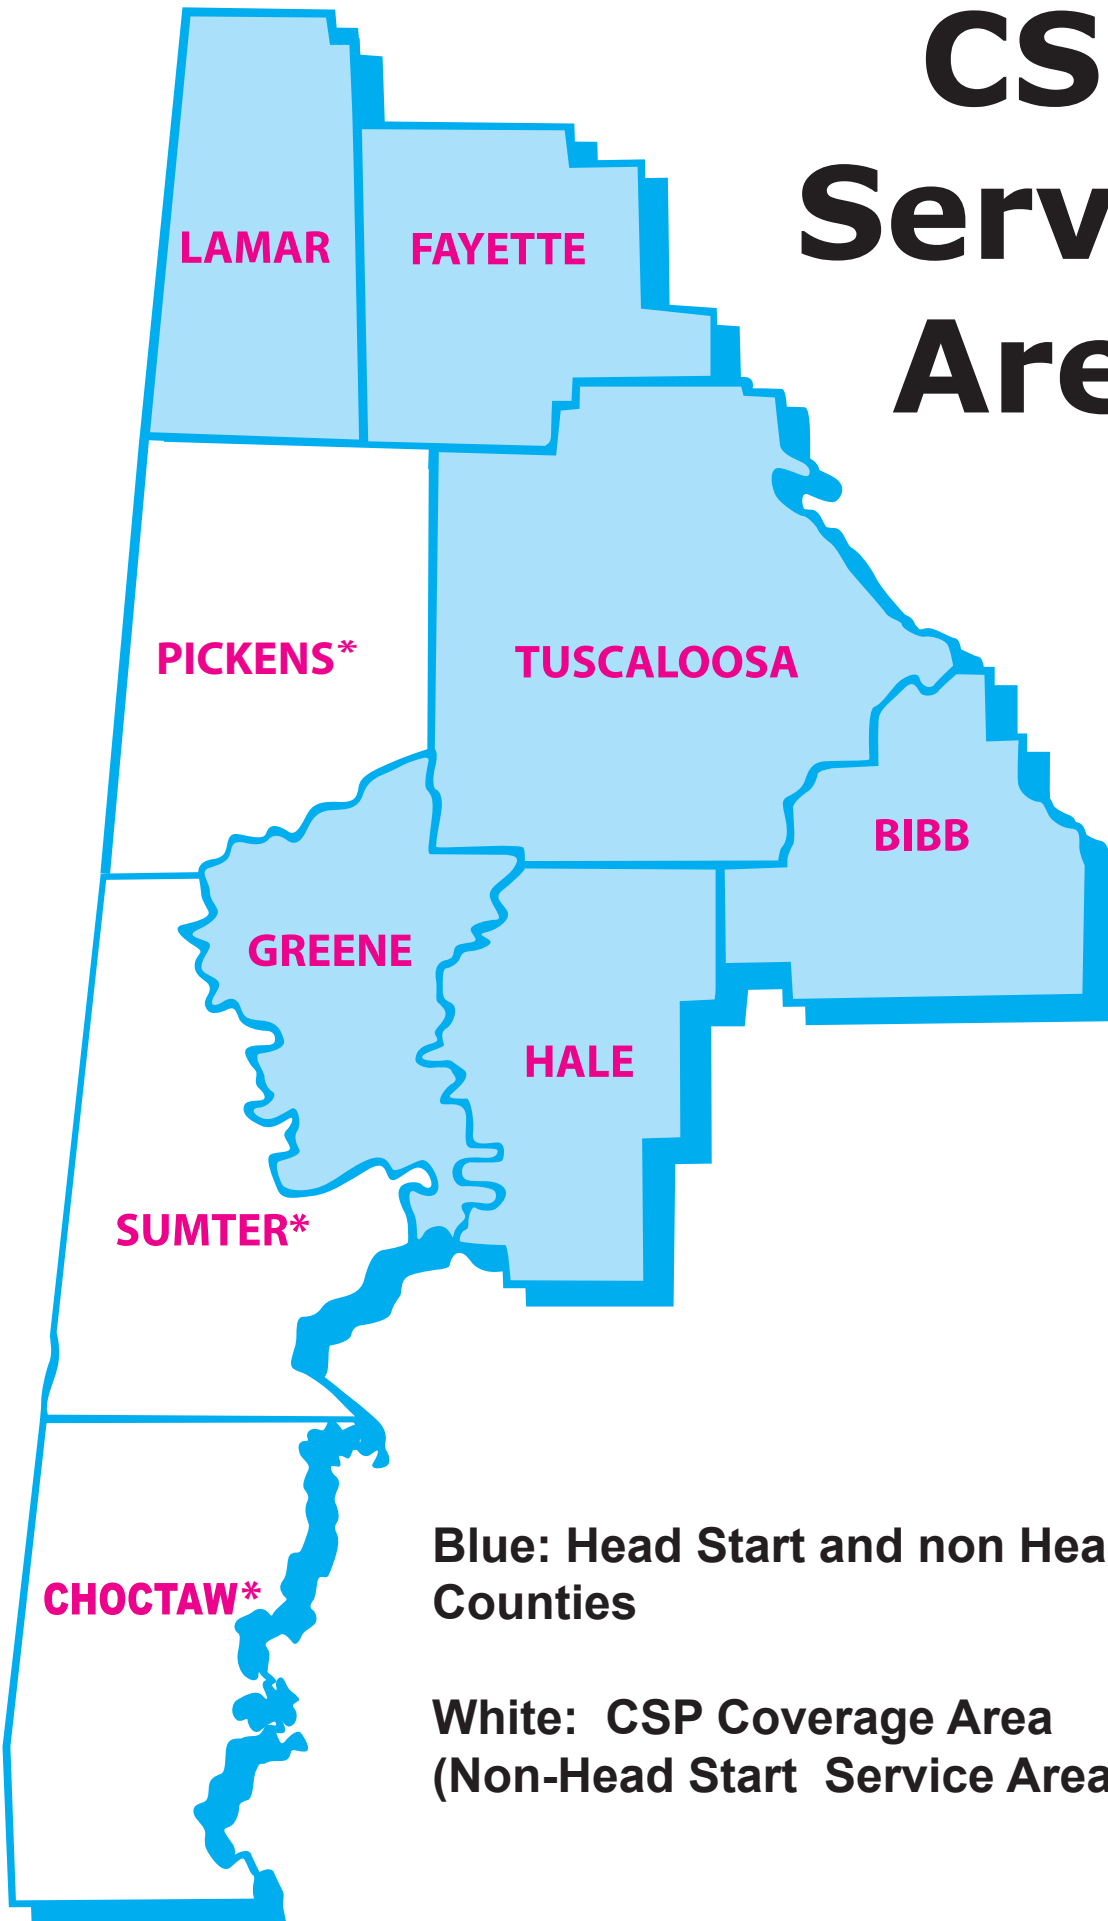 CS
Serv
Are
LAMAR
FAYETTE
PICKENS*
TUSCALOOSA
BIBB
GREENE
HALE
SUMTER*
CHOCTAW*
Blue: Head Start and non Hea
Counties
White:  CSP Coverage Area
(Non-Head Start  Service Area